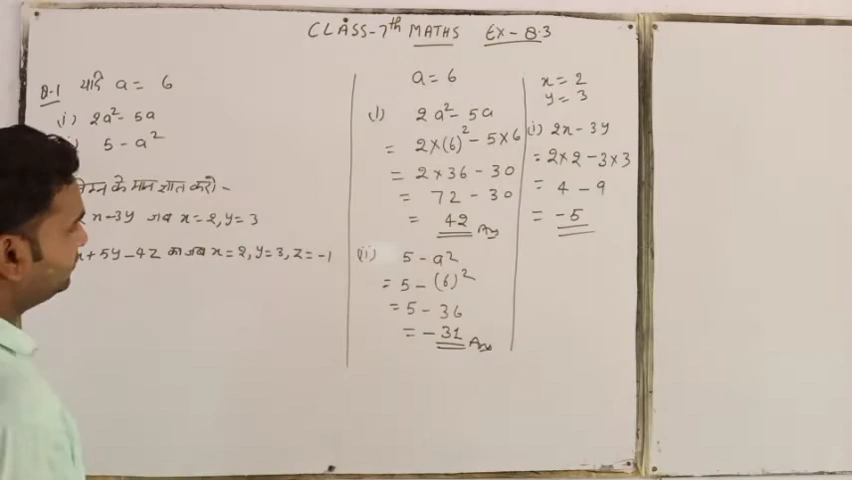 CLASS-7th MATHS EX-8.3
Q.1 यदि a = 6
(i) 2a²- 5a
5 - a²
निम्न के मान ज्ञात करो -
x-3y जब x=2, y=3
x+5y-4z का जब x=2, y=3, z=-1
a = 6
(i) 2a²- 5a
= 2×(6)² - 5×6
= 2×36 - 30
= 72 - 30
= 42 Ans
(ii) 5 - a²
= 5 - (6)²
= 5 - 36
= - 31 Ans
x = 2
y = 3
(i) 2x - 3y
= 2×2 - 3×3
= 4 - 9
= -5